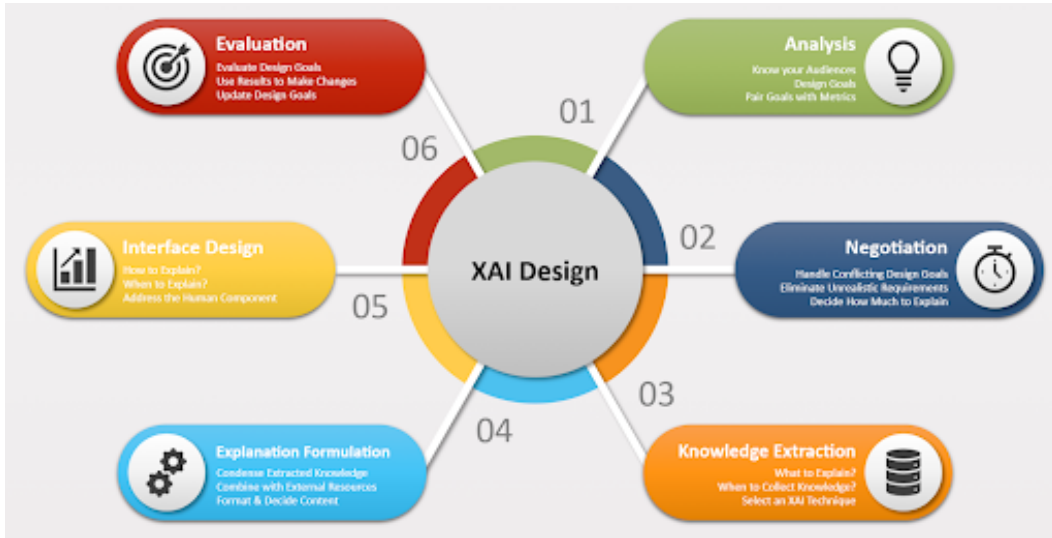 XAI Design
01
Analysis
Know your Audiences
Design Goals
Pair Goals with Metrics
02
Negotiation
Handle Conflicting Design Goals
Eliminate Unrealistic Requirements
Decide How Much to Explain
03
Knowledge Extraction
What to Explain?
When to Collect Knowledge?
Select an XAI Technique
04
Explanation Formulation
Condense Extracted Knowledge
Combine with External Resources
Format & Decide Content
05
Interface Design
How to Explain?
When to Explain?
Address the Human Component
06
Evaluation
Evaluate Design Goals
Use Results to Make Changes
Update Design Goals